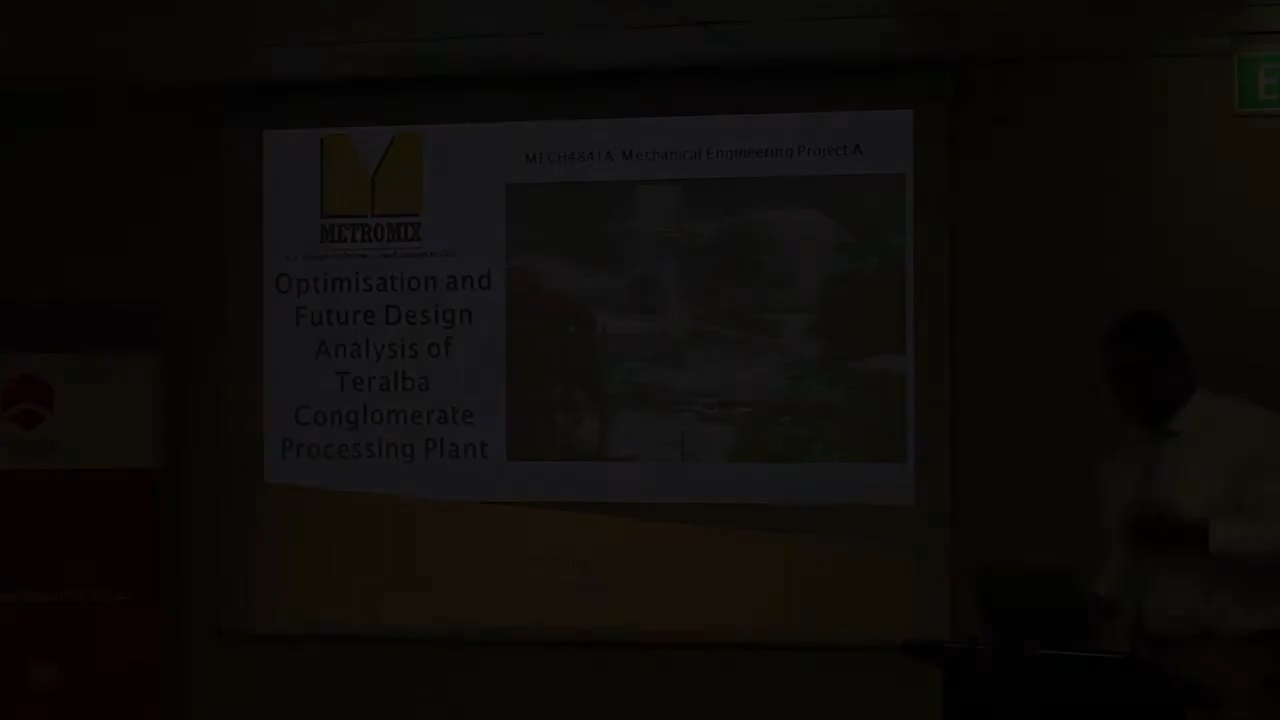 MECH4841A Mechanical Engineering Project A
METROMIX
Optimisation and
Future Design
Analysis of
Teralba
Conglomerate
Processing Plant
E